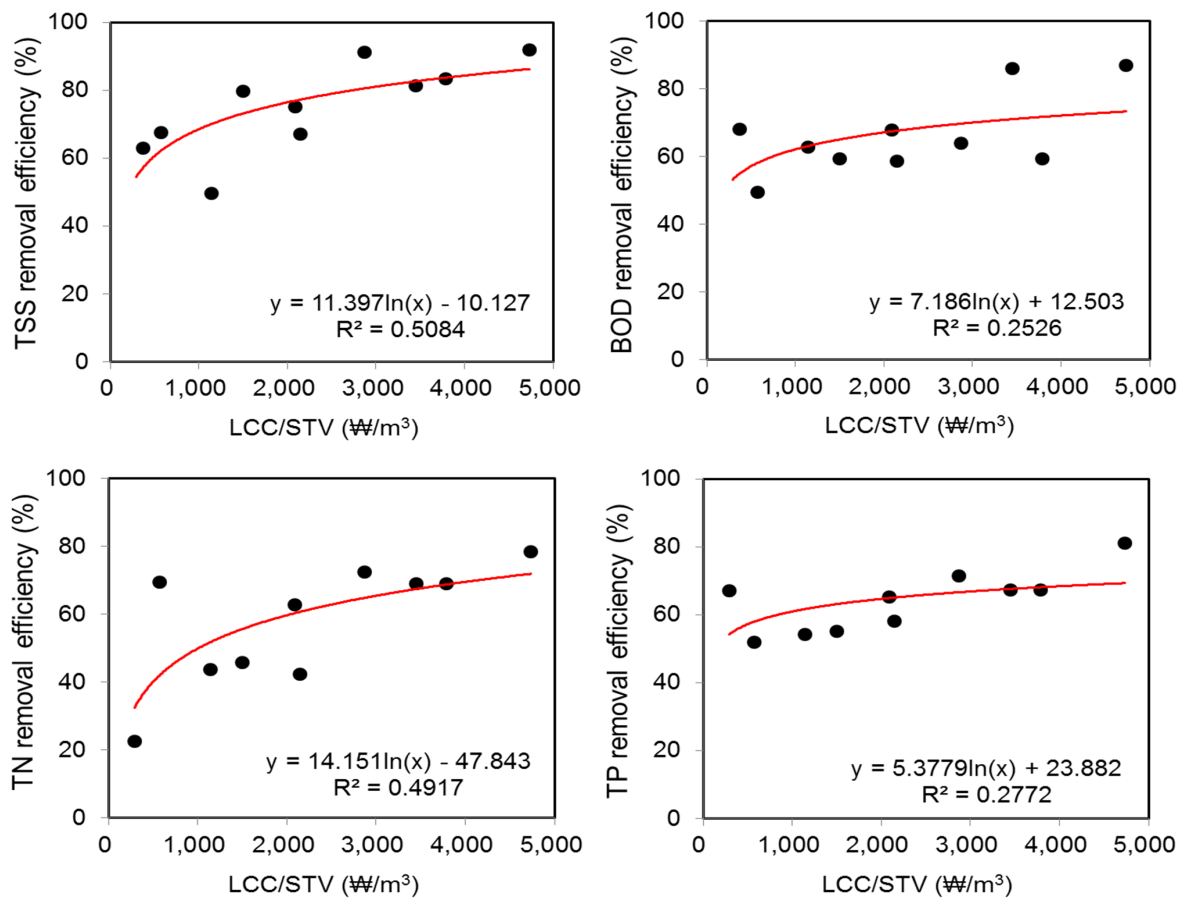 TSS removal efficiency (%)
100
80
60
40
20
0
y = 11.397ln(x) - 10.127
R² = 0.5084
0 1,000 2,000 3,000 4,000 5,000
LCC/STV (₩/m³)
BOD removal efficiency (%)
100
80
60
40
20
0
y = 7.186ln(x) + 12.503
R² = 0.2526
0 1,000 2,000 3,000 4,000 5,000
LCC/STV (₩/m³)
TN removal efficiency (%)
100
80
60
40
20
0
y = 14.151ln(x) - 47.843
R² = 0.4917
0 1,000 2,000 3,000 4,000 5,000
LCC/STV (₩/m³)
TP removal efficiency (%)
100
80
60
40
20
0
y = 5.3779ln(x) + 23.882
R² = 0.2772
0 1,000 2,000 3,000 4,000 5,000
LCC/STV (₩/m³)